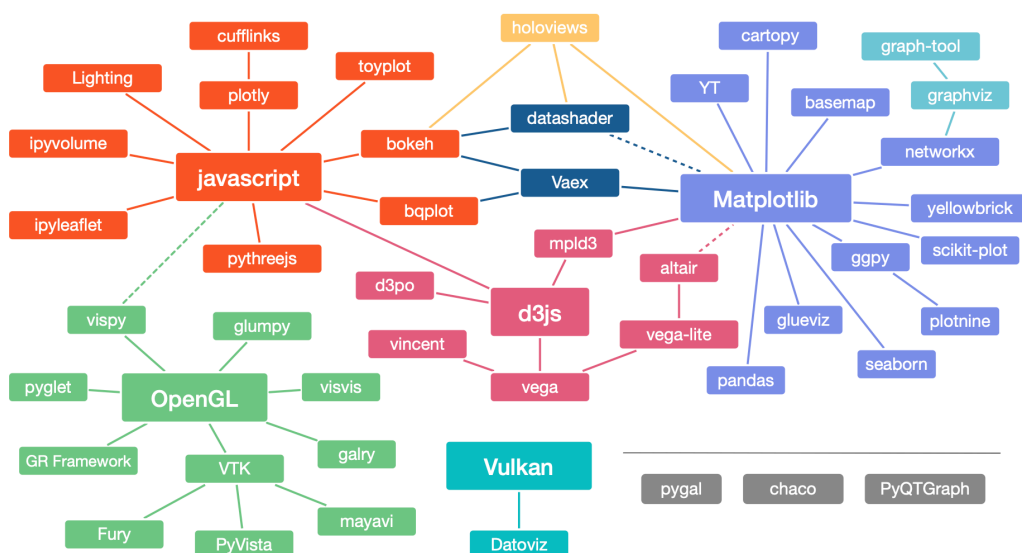 cufflinks
holoviews
cartopy
graph-tool
Lighting
toyplot
plotly
YT
basemap
graphviz
datashader
ipyvolume
bokeh
networkx
javascript
Vaex
Matplotlib
ipyleaflet
bqplot
yellowbrick
pythreejs
mpld3
altair
ggpy
scikit-plot
d3po
d3js
vispy
glumpy
glueviz
plotnine
vincent
vega-lite
seaborn
pyglet
OpenGL
visvis
vega
pandas
GR Framework
VTK
galry
Vulkan
pygal
chaco
PyQTGraph
Fury
PyVista
mayavi
Datoviz